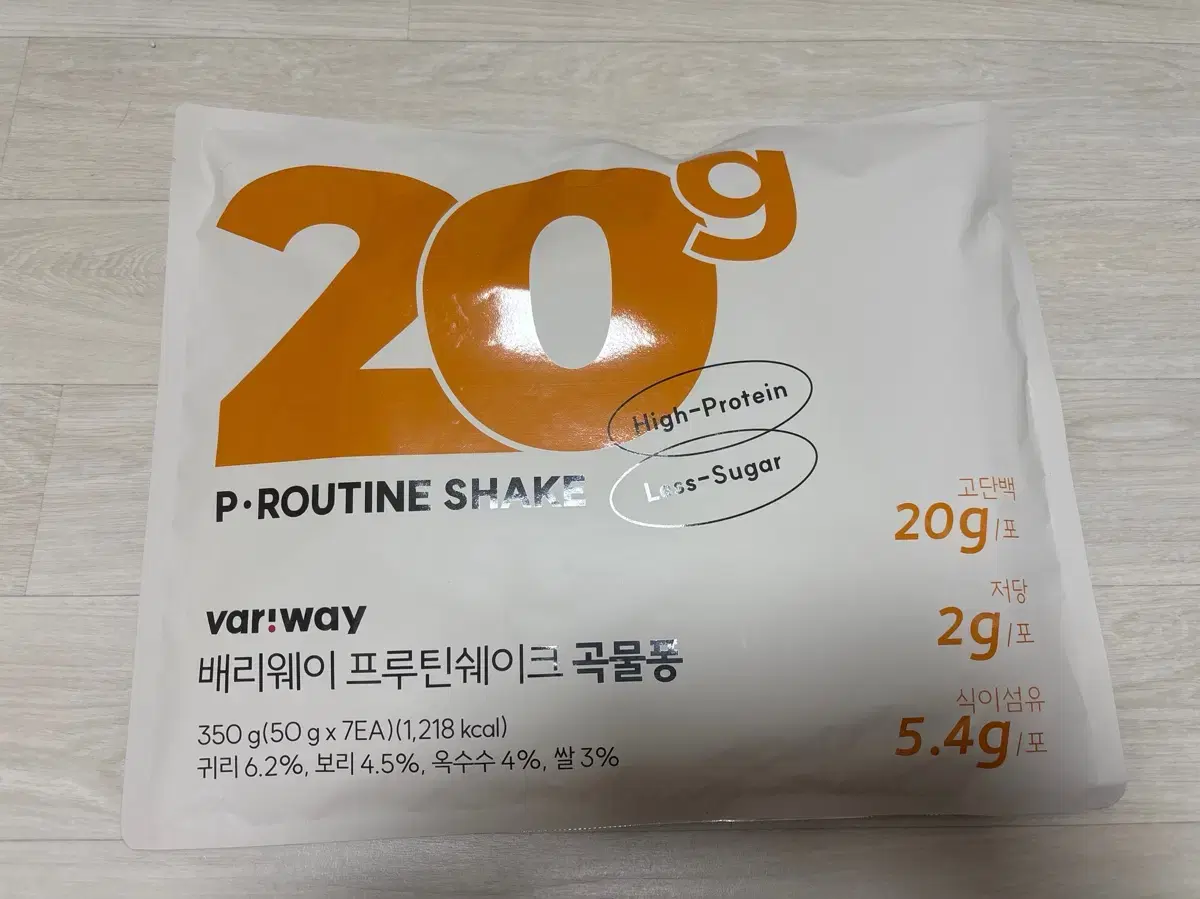 20g
High-Protein
Less-Sugar
P·ROUTINE SHAKE
var!way
배리웨이 프루틴쉐이크 곡물퐁
350 g(50 g x 7EA)(1,218 kcal)
귀리 6.2%, 보리 4.5%, 옥수수 4%, 쌀 3%
고단백
20g/포
저당
2g/포
식이섬유
5.4g/포